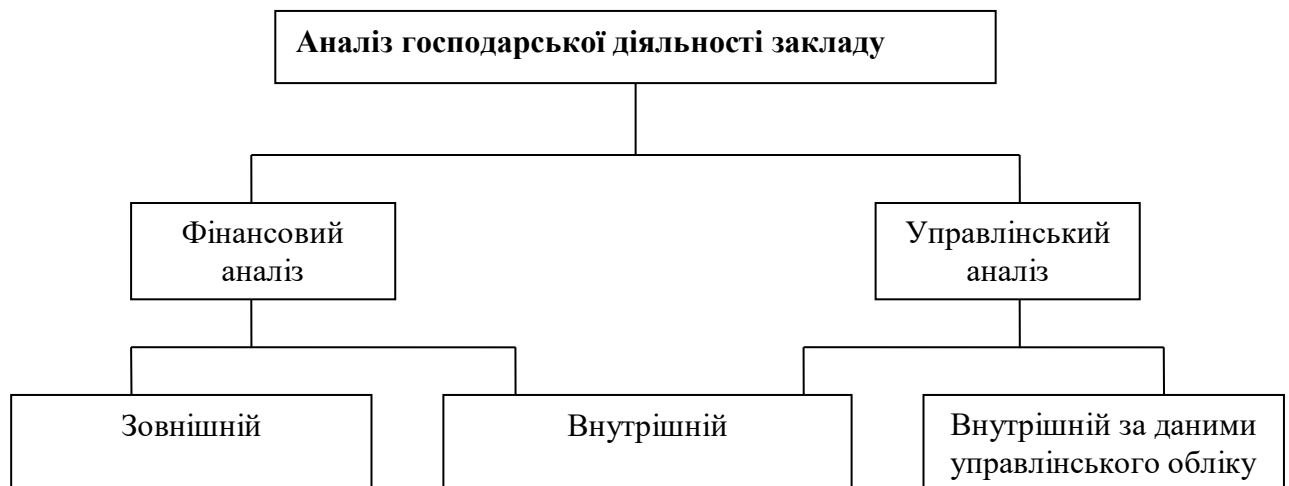 Аналіз господарської діяльності закладу
Фінансовий
аналіз
Управлінський
аналіз
Зовнішній
Внутрішній
Внутрішній за даними
управлінського обліку